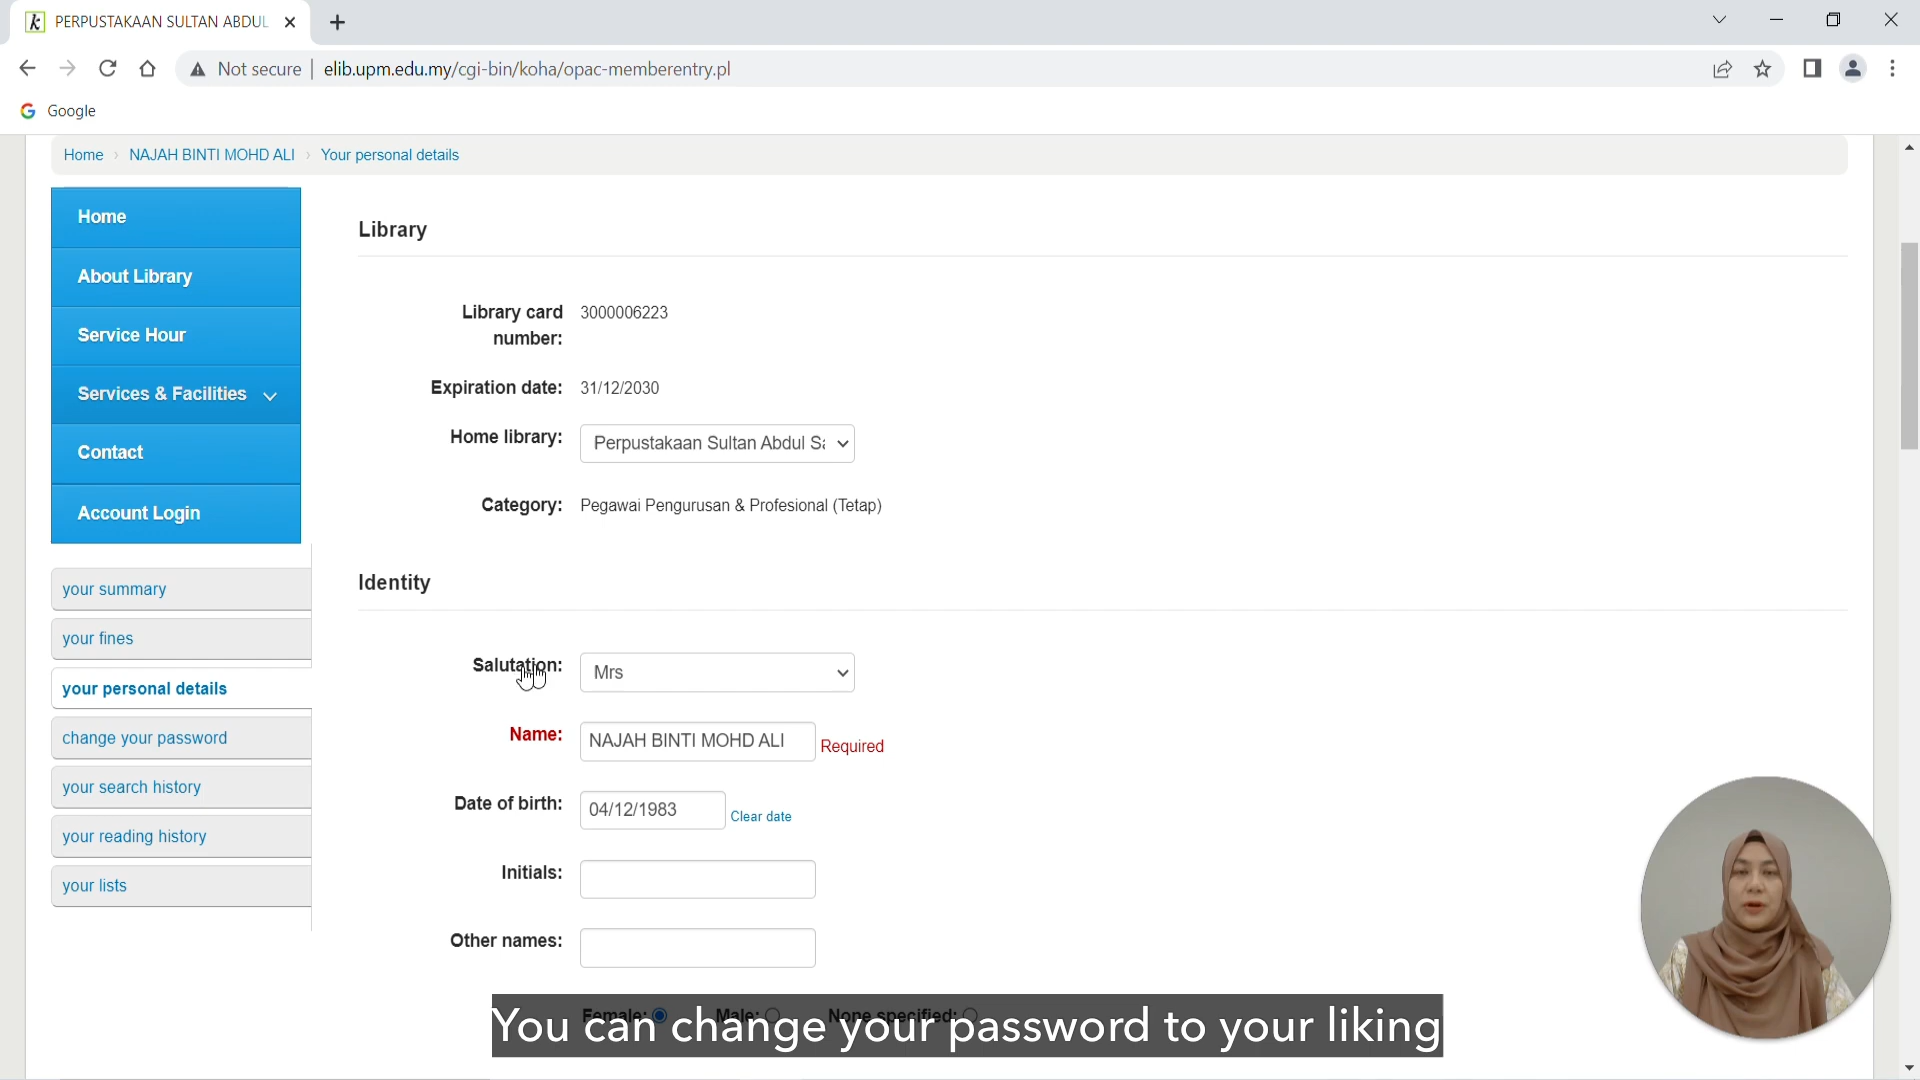 PERPUSTAKAAN SULTAN ABDUL
Not secure
elib.upm.edu.my/cgi-bin/koha/opac-memberentry.pl
Google
Home › NAJAH BINTI MOHD ALI › Your personal details
Home
About Library
Service Hour
Services & Facilities
Contact
Account Login
your summary
your fines
your personal details
change your password
your search history
your reading history
your lists
Library
Library card number: 3000006223
Expiration date: 31/12/2030
Home library: Perpustakaan Sultan Abdul Sa
Category: Pegawai Pengurusan & Profesional (Tetap)
Identity
Salutation: Mrs
Name: NAJAH BINTI MOHD ALI Required
Date of birth: 04/12/1983 Clear date
Initials:
Other names:
Female: Male: None specified:
You can change your password to your liking